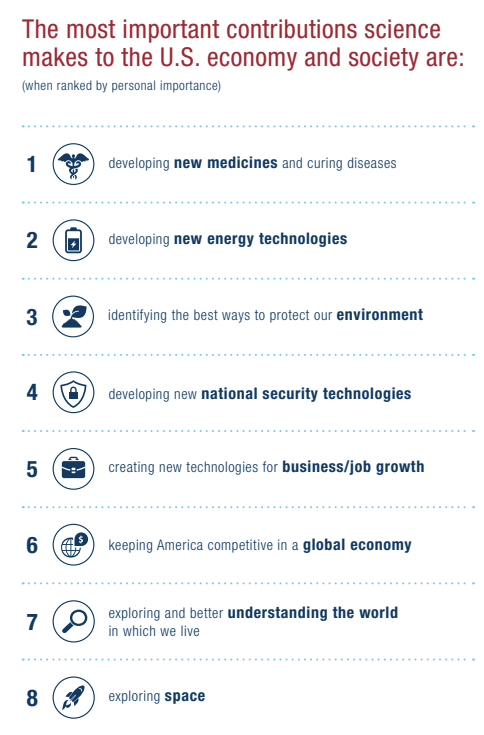 The most important contributions science
makes to the U.S. economy and society are:
(when ranked by personal importance)
1 developing new medicines and curing diseases
2 developing new energy technologies
3 identifying the best ways to protect our environment
4 developing new national security technologies
5 creating new technologies for business/job growth
$
6 keeping America competitive in a global economy
7 exploring and better understanding the world
in which we live
8 exploring space